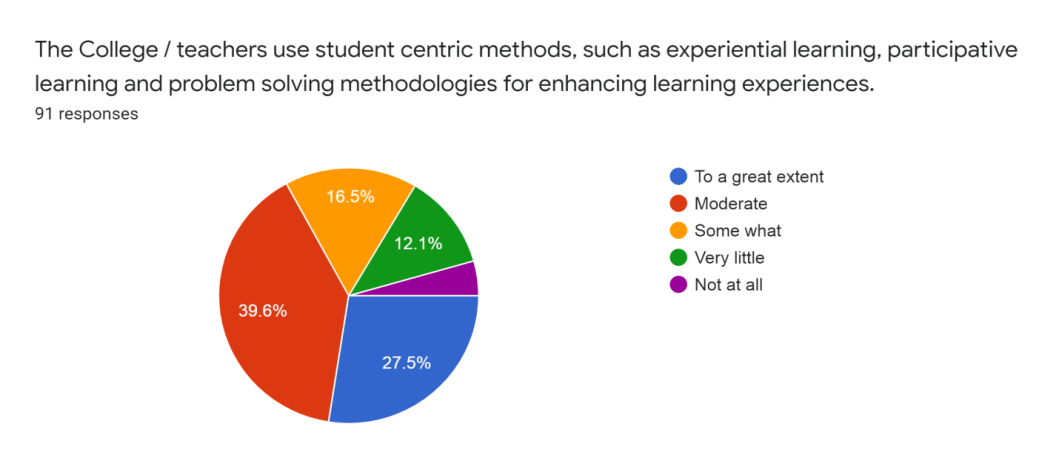 The College / teachers use student centric methods, such as experiential learning, participative
learning and problem solving methodologies for enhancing learning experiences.
91 responses
16.5%
12.1%
39.6%
27.5%
To a great extent
Moderate
Some what
Very little
Not at all